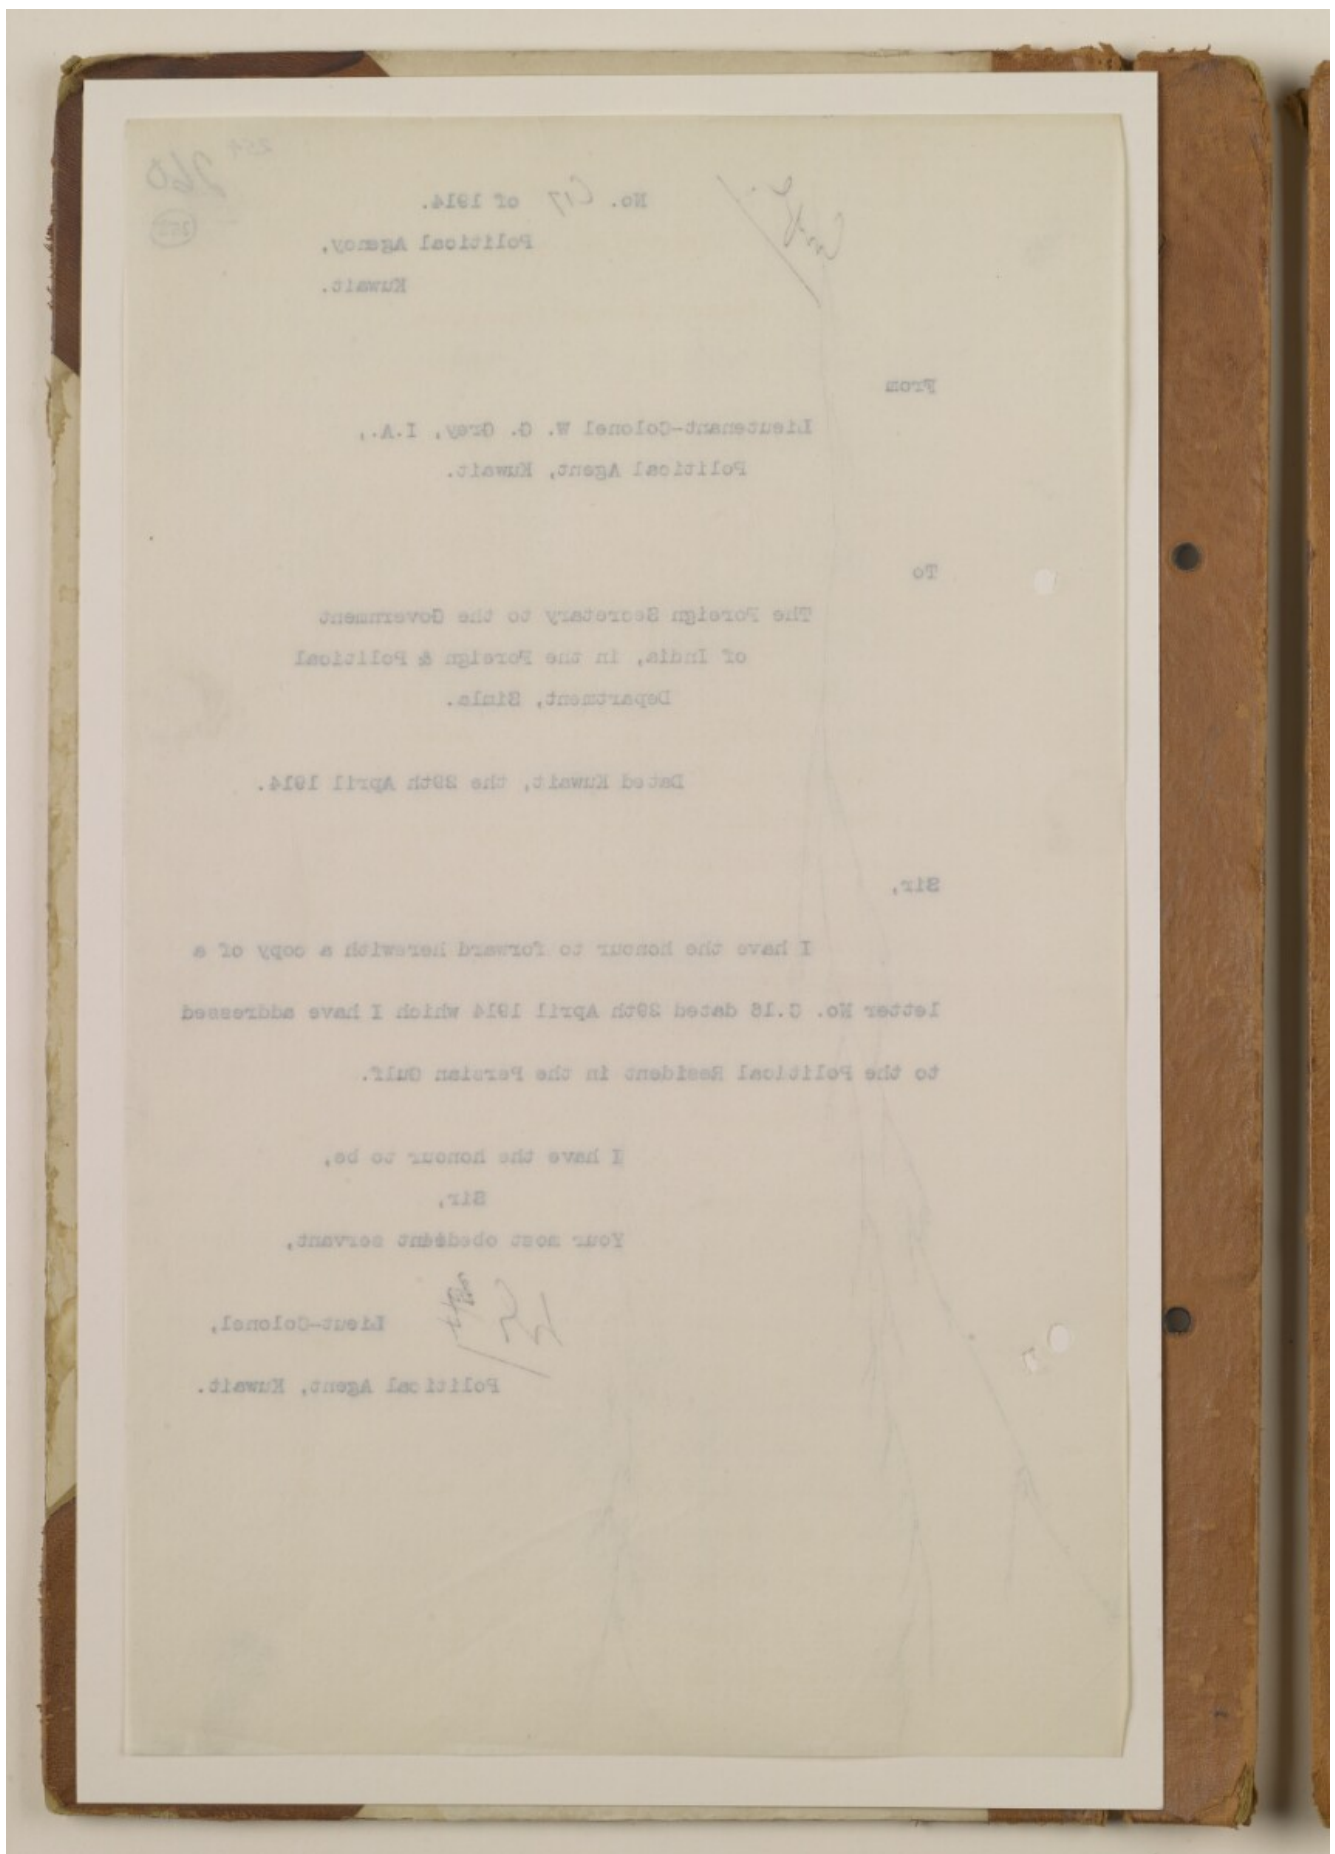 254
260
No. C17 of 1914.
Political Agency,
Kuwait.
From
Lieutenant-Colonel W. G. Grey, I.A.,
Political Agent, Kuwait.
To
The Foreign Secretary to the Government
of India, in the Foreign & Political
Department, Simla.
Dated Kuwait, the 29th April 1914.
Sir,
I have the honour to forward herewith a copy of a
letter No. C.16 dated 29th April 1914 which I have addressed
to the Political Resident in the Persian Gulf.
I have the honour to be,
Sir,
Your most obedient servant,
Lieut-Colonel,
Political Agent, Kuwait.